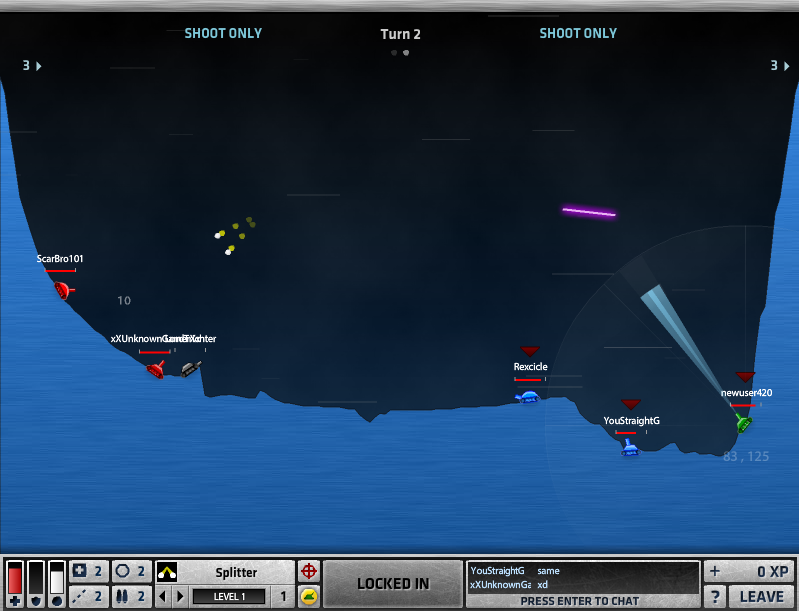 SHOOT ONLY
Turn 2
SHOOT ONLY
3
3
ScarBro101
10
Rexcicle
newuser420
YouStraightG
83, 125
2
2
Splitter
LOCKED IN
YouStraightG same
xXUnknownGa xd
+
0 XP
2
2
LEVEL 1
1
PRESS ENTER TO CHAT
?
LEAVE